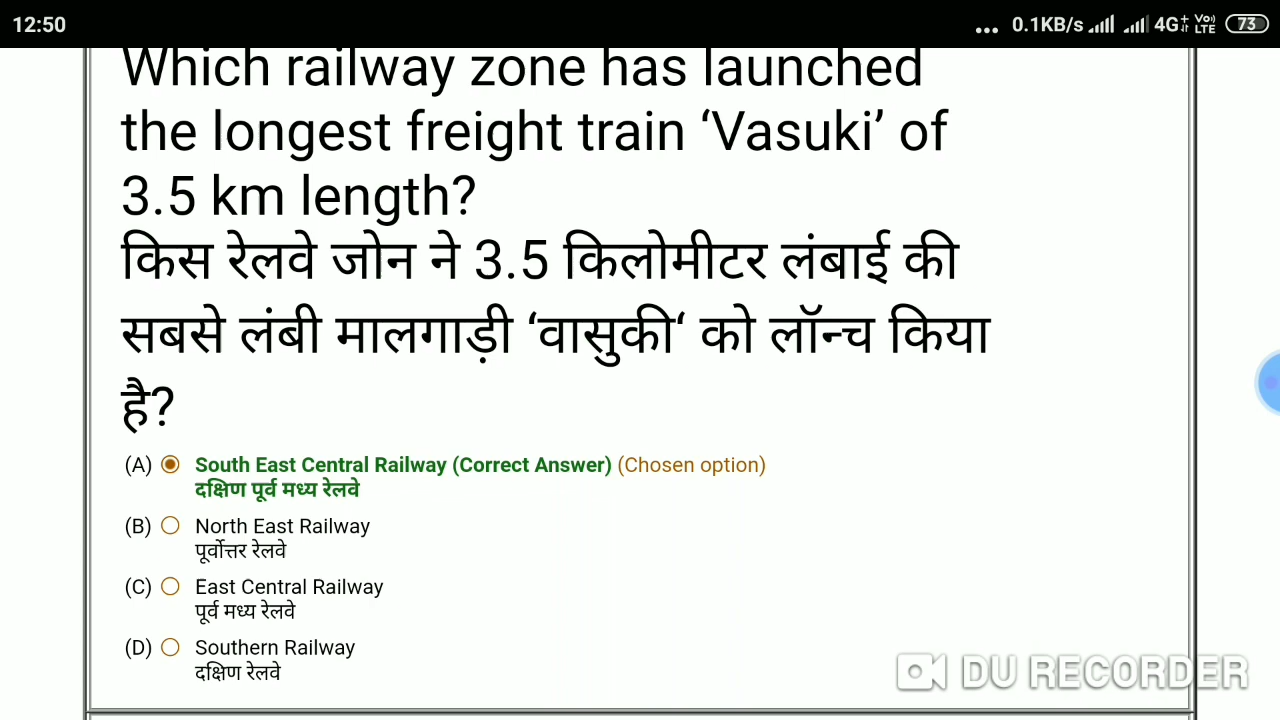 12:50
... 0.1KB/s 4G+ Vo) LTE 73
Which railway zone has launched
the longest freight train ‘Vasuki’ of
3.5 km length?
किस रेलवे जोन ने 3.5 किलोमीटर लंबाई की
सबसे लंबी मालगाड़ी ‘वासुकी‘ को लॉन्च किया
है?
(A) South East Central Railway (Correct Answer) (Chosen option)
दक्षिण पूर्व मध्य रेलवे
(B) North East Railway
पूर्वोत्तर रेलवे
(C) East Central Railway
पूर्व मध्य रेलवे
(D) Southern Railway
दक्षिण रेलवे
DU RECORDER